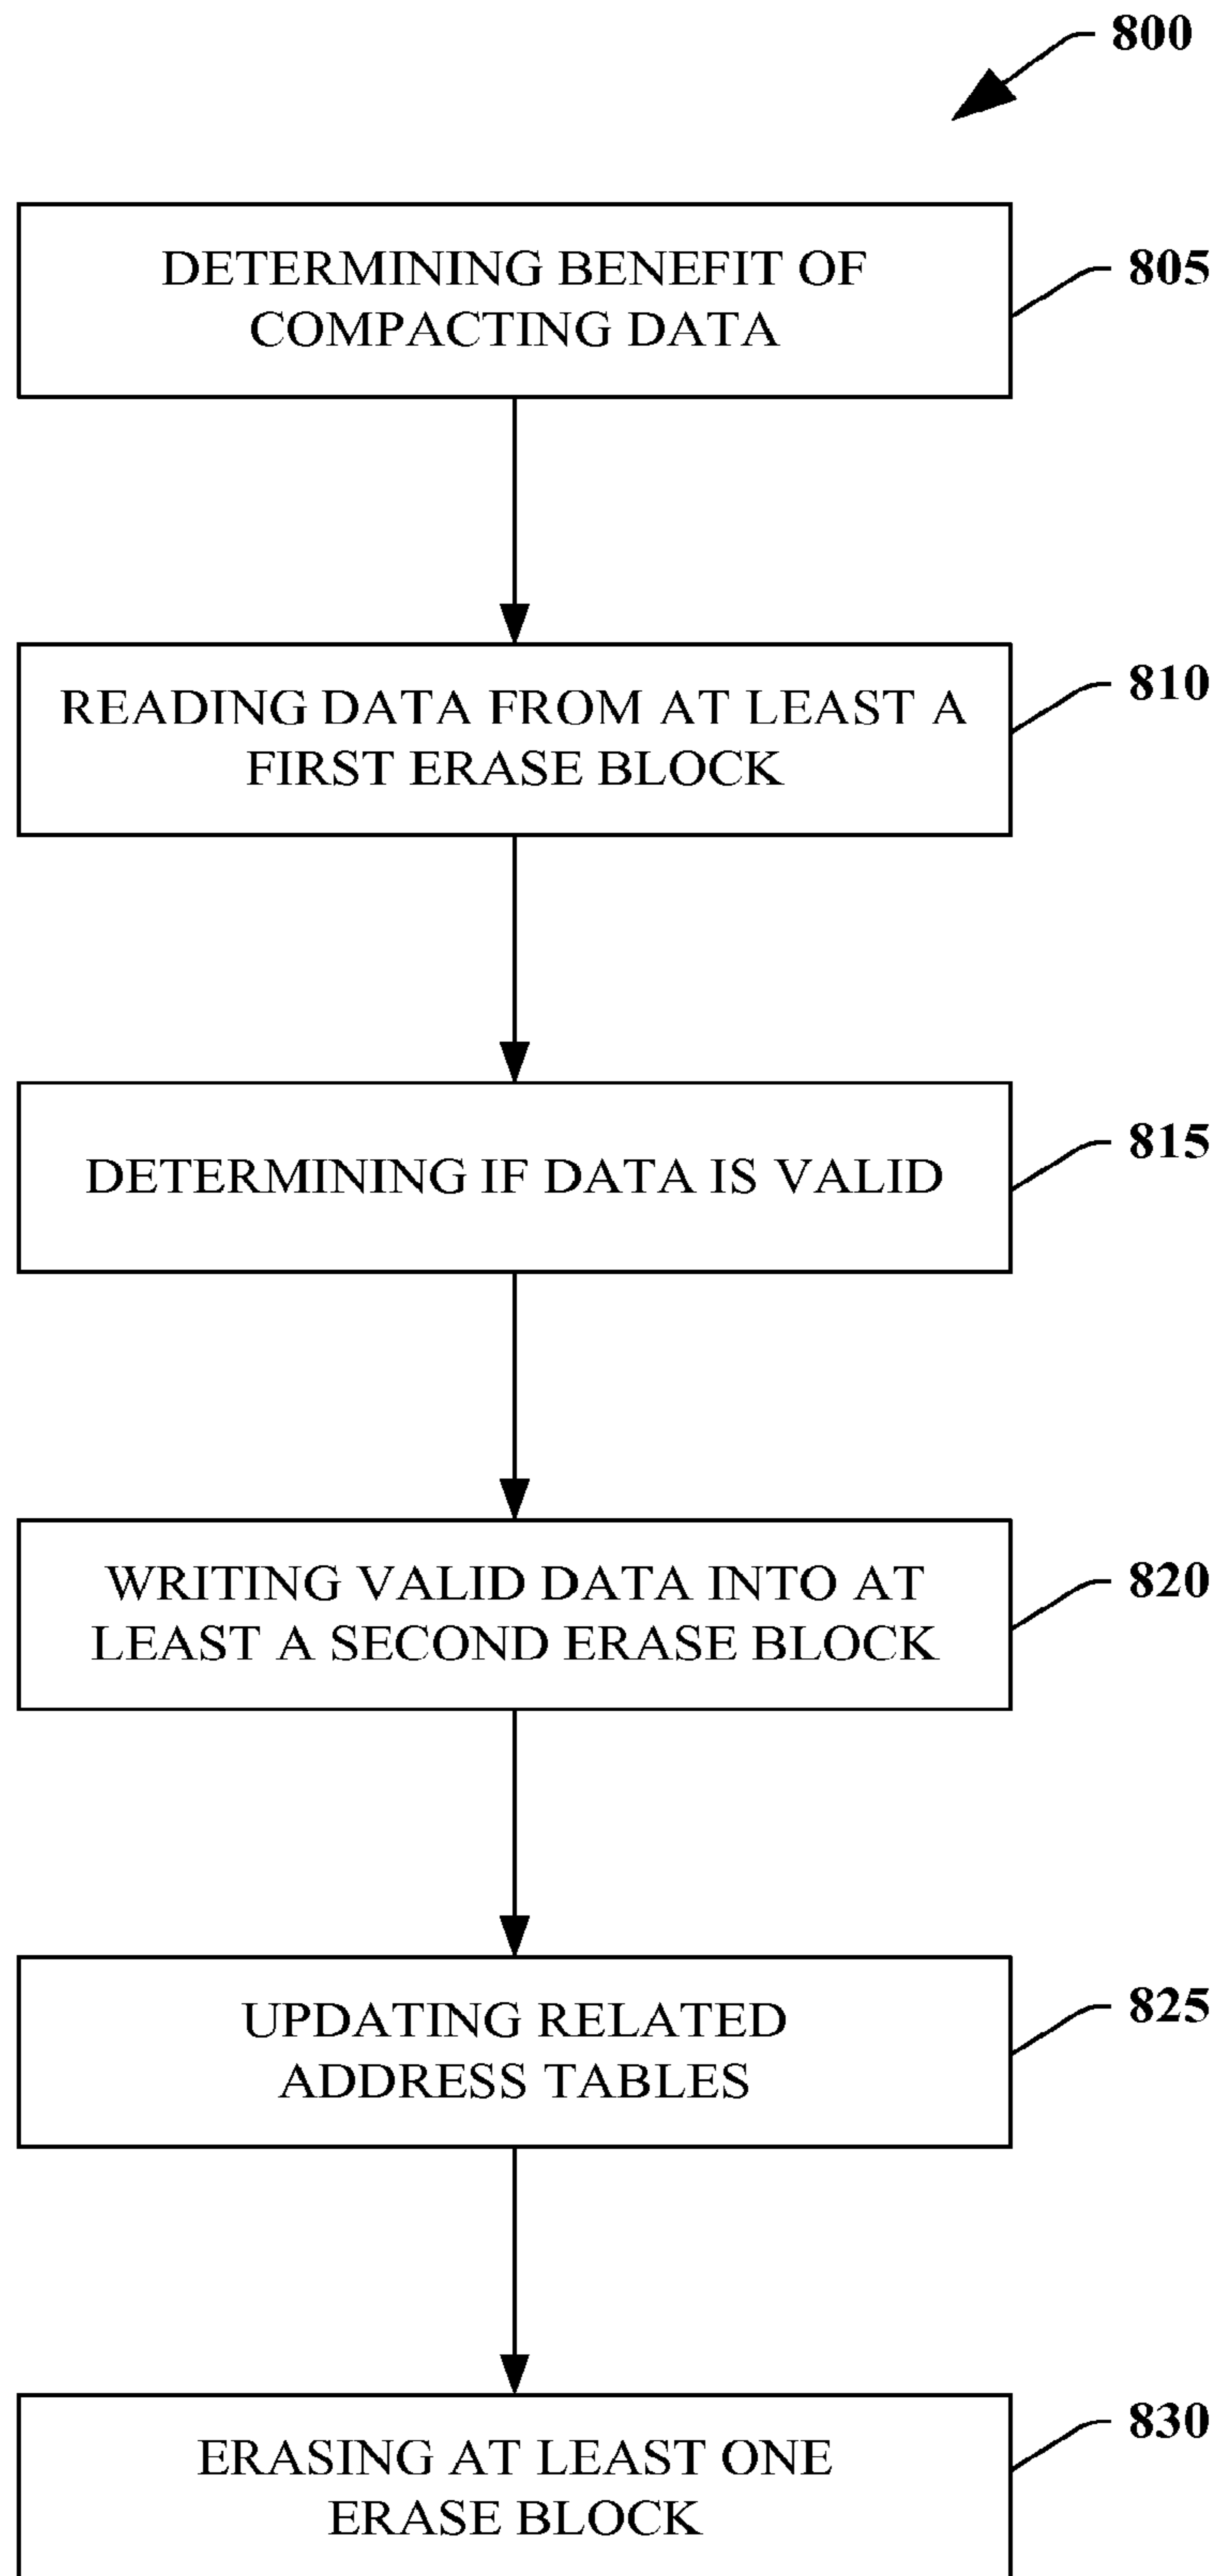 800
DETERMINING BENEFIT OF
COMPACTING DATA
805
READING DATA FROM AT LEAST A
FIRST ERASE BLOCK
810
DETERMINING IF DATA IS VALID
815
WRITING VALID DATA INTO AT
LEAST A SECOND ERASE BLOCK
820
UPDATING RELATED
ADDRESS TABLES
825
ERASING AT LEAST ONE
ERASE BLOCK
830